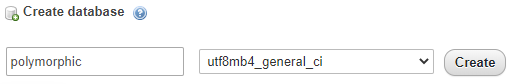 Create database
polymorphic utf8mb4_general_ci Create